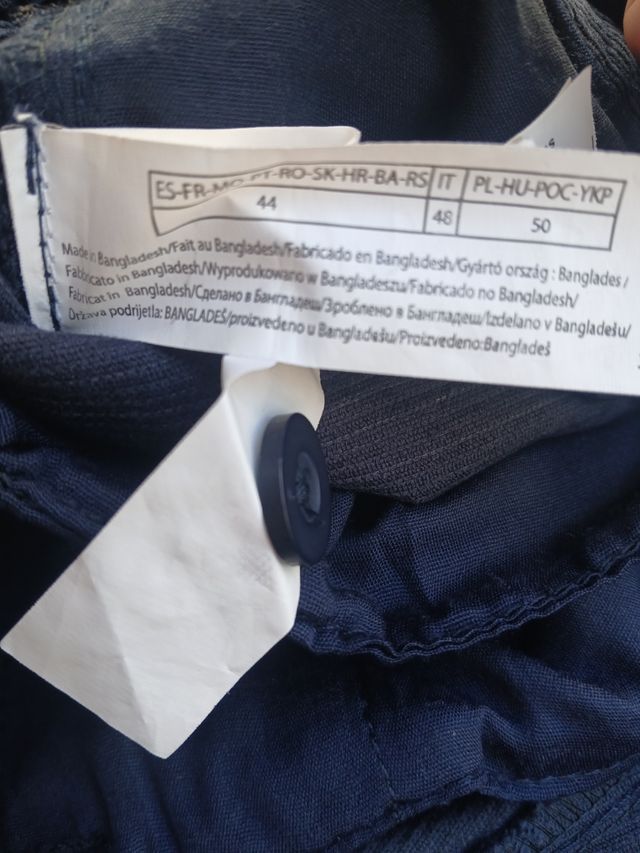 ES-FR-MO-PT-RO-SK-HR-BA-RS IT PL-HU-POC-YKP
44 48 50
Made in Bangladesh/Fait au Bangladesh/Fabricado en Bangladesh/Gyártó ország : Banglades/
Fabbricato in Bangladesh/Wyprodukowano w Bangladeszu/Fabricado no Bangladesh/
Fabricat in Bangladesh/Сделано в Бангладеш/Зроблено в Бангладеш/Izdelano v Bangladešu/
Država podrijetla: BANGLADEŠ/proizvedeno u Bangladešu/Proizvedeno:Bangladeš